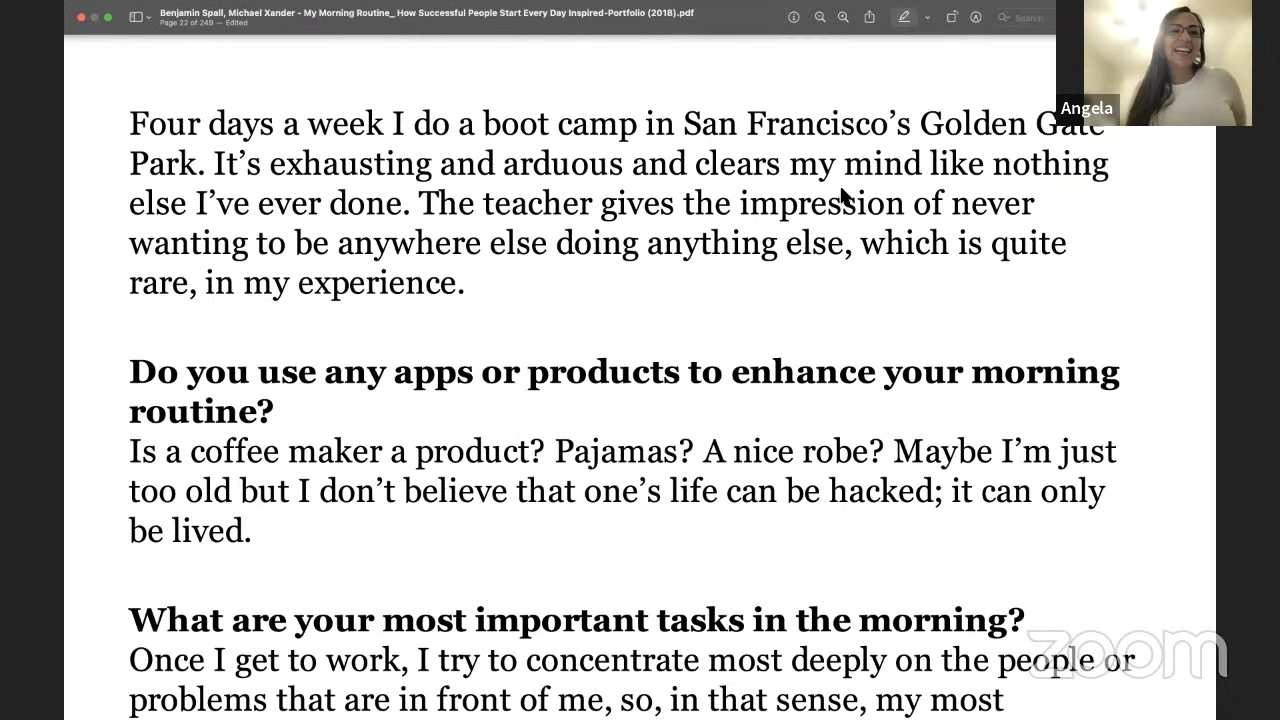 Benjamin Spall, Michael Xander - My Morning Routine_ How Successful People Start Every Day Inspired-Portfolio (2018).pdf
Page 22 of 249 — Edited
Search
Angela
Four days a week I do a boot camp in San Francisco’s Golden Gate
Park. It’s exhausting and arduous and clears my mind like nothing
else I’ve ever done. The teacher gives the impression of never
wanting to be anywhere else doing anything else, which is quite
rare, in my experience.
Do you use any apps or products to enhance your morning
routine?
Is a coffee maker a product? Pajamas? A nice robe? Maybe I’m just
too old but I don’t believe that one’s life can be hacked; it can only
be lived.
What are your most important tasks in the morning?
Once I get to work, I try to concentrate most deeply on the people or
problems that are in front of me, so, in that sense, my most
zoom